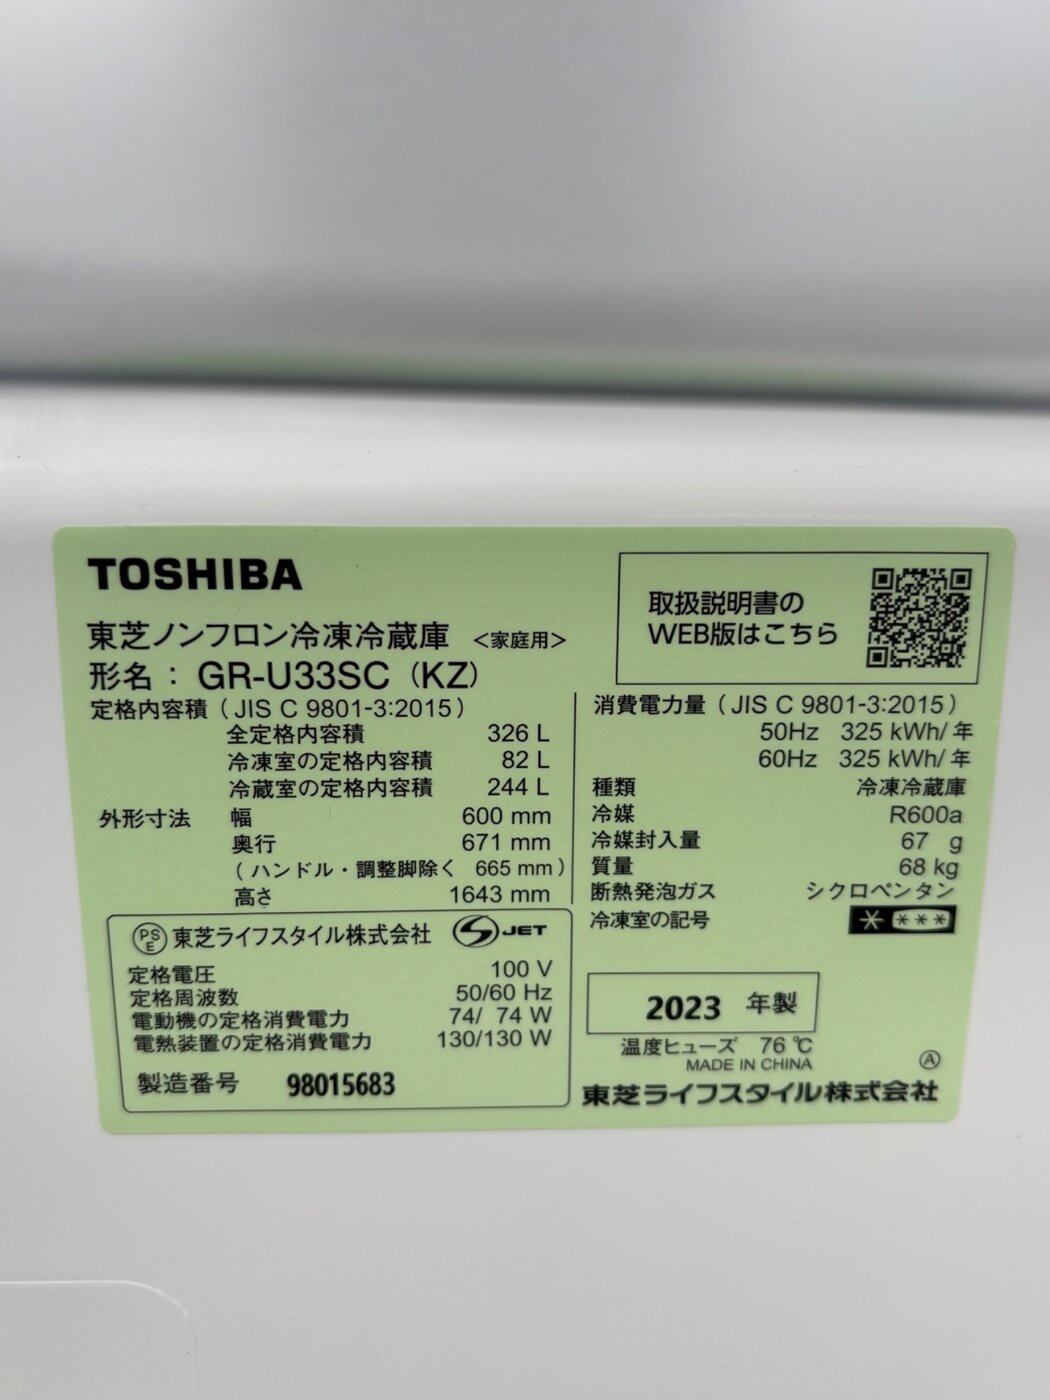 TOSHIBA
東芝ノンフロン冷凍冷蔵庫 <家庭用>
形名： GR-U33SC (KZ)
取扱説明書の
WEB版はこちら
定格内容積 ( JIS C 9801-3:2015 )
全定格内容積 326 L
冷凍室の定格内容積 82 L
冷蔵室の定格内容積 244 L
外形寸法 幅 600 mm
奥行 671 mm
( ハンドル・調整脚除く 665 mm )
高さ 1643 mm
PSE 東芝ライフスタイル株式会社 S JET
定格電圧 100 V
定格周波数 50/60 Hz
電動機の定格消費電力 74/ 74 W
電熱装置の定格消費電力 130/130 W
製造番号 98015683
消費電力量 ( JIS C 9801-3:2015 )
50Hz 325 kWh/年
60Hz 325 kWh/年
種類 冷凍冷蔵庫
冷媒 R600a
冷媒封入量 67 g
質量 68 kg
断熱発泡ガス シクロペンタン
冷凍室の記号 * ***
2023 年製
温度ヒューズ 76 ℃
MADE IN CHINA Ⓐ
東芝ライフスタイル株式会社